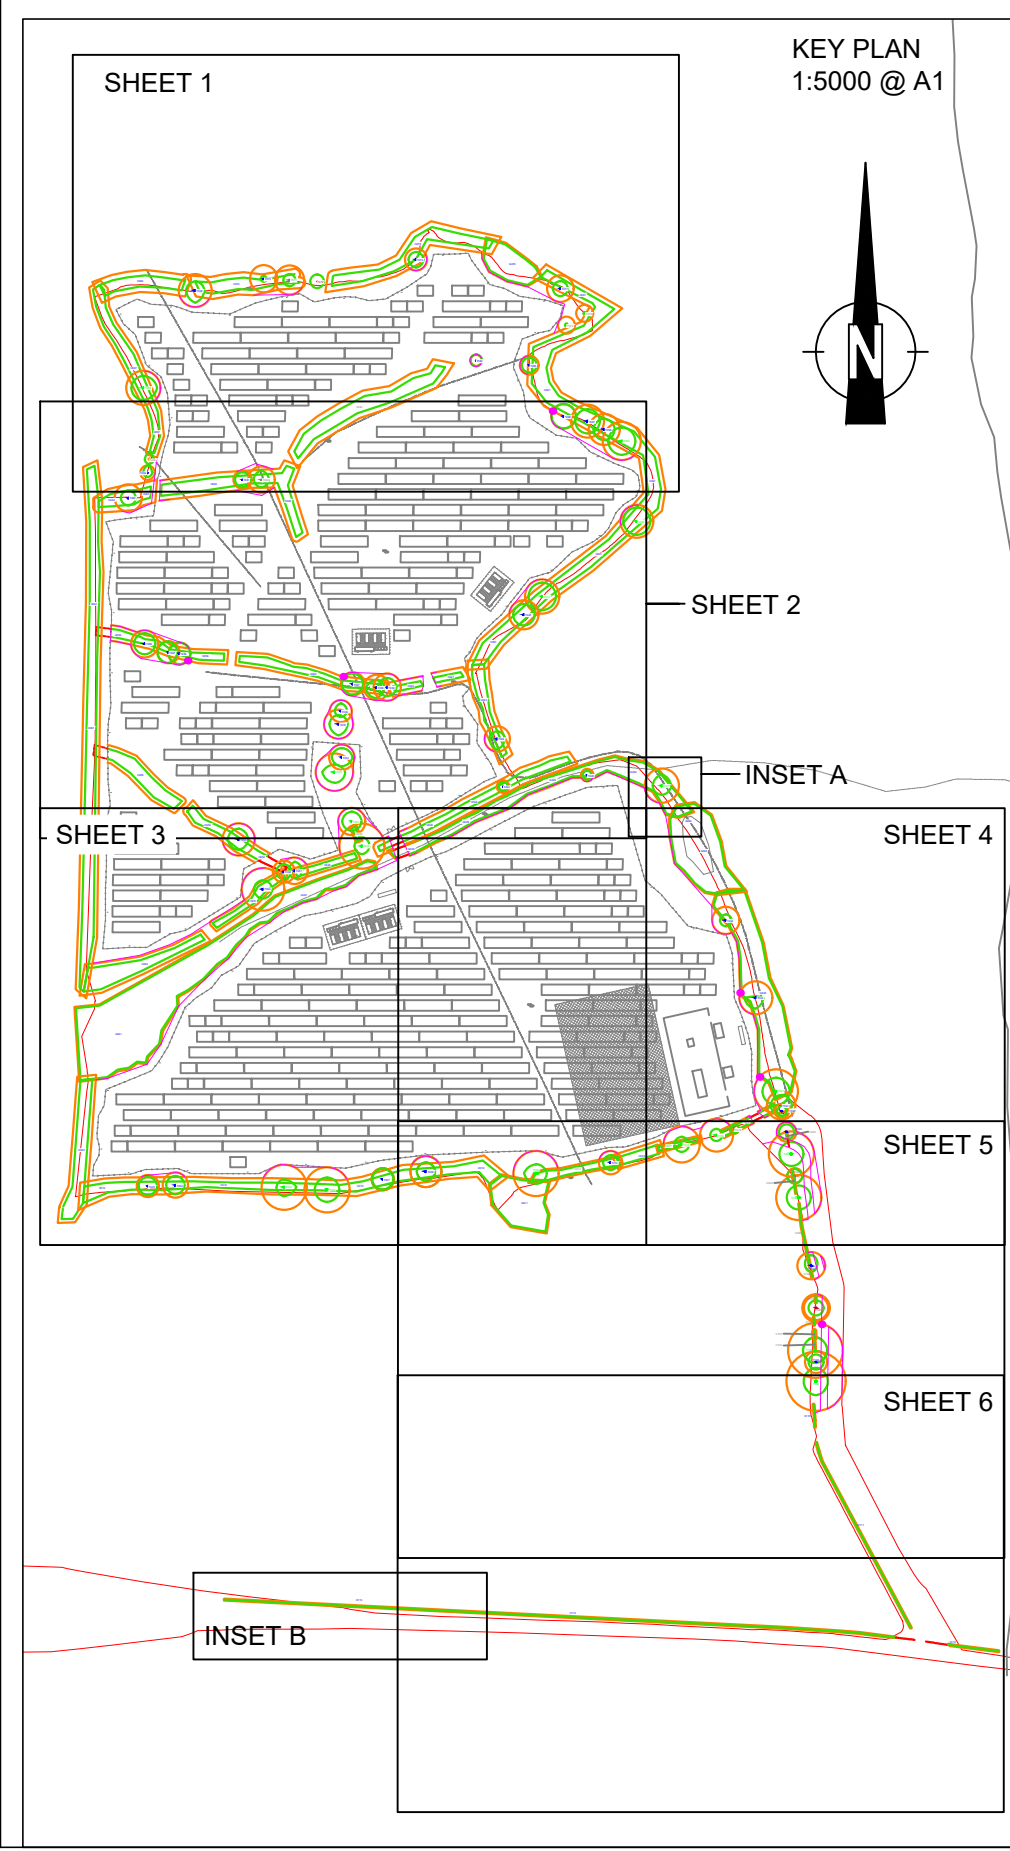 KEY PLAN
1:5000 @ A1
SHEET 1
N
SHEET 2
INSET A
SHEET 3
SHEET 4
SHEET 5
SHEET 6
INSET B